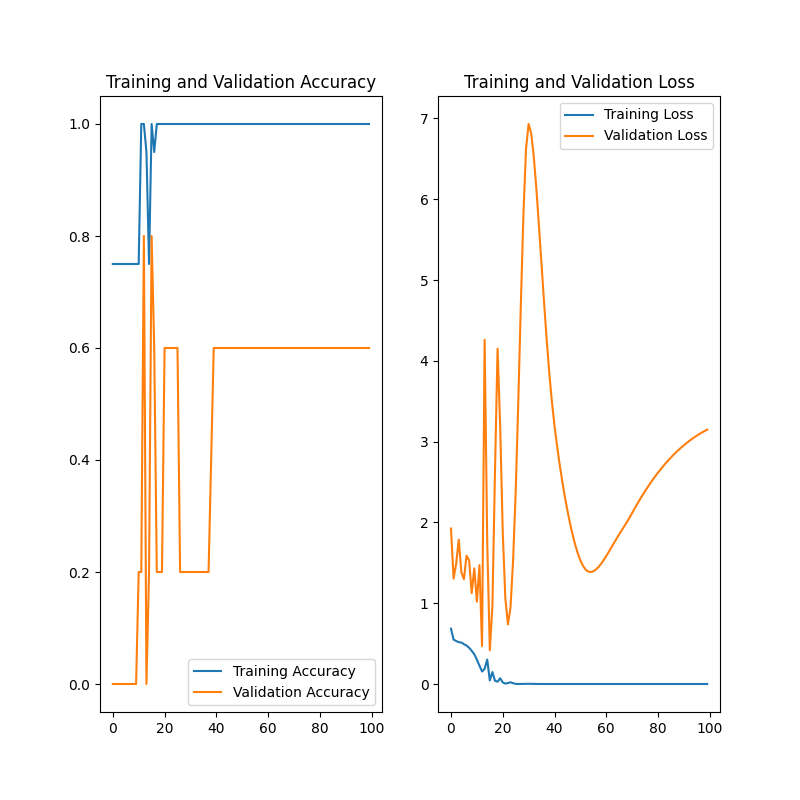 Training and Validation Accuracy
1.0
0.8
0.6
0.4
0.2
0.0
0 20 40 60 80 100
Training Accuracy
Validation Accuracy
Training and Validation Loss
7
6
5
4
3
2
1
0
0 20 40 60 80 100
Training Loss
Validation Loss